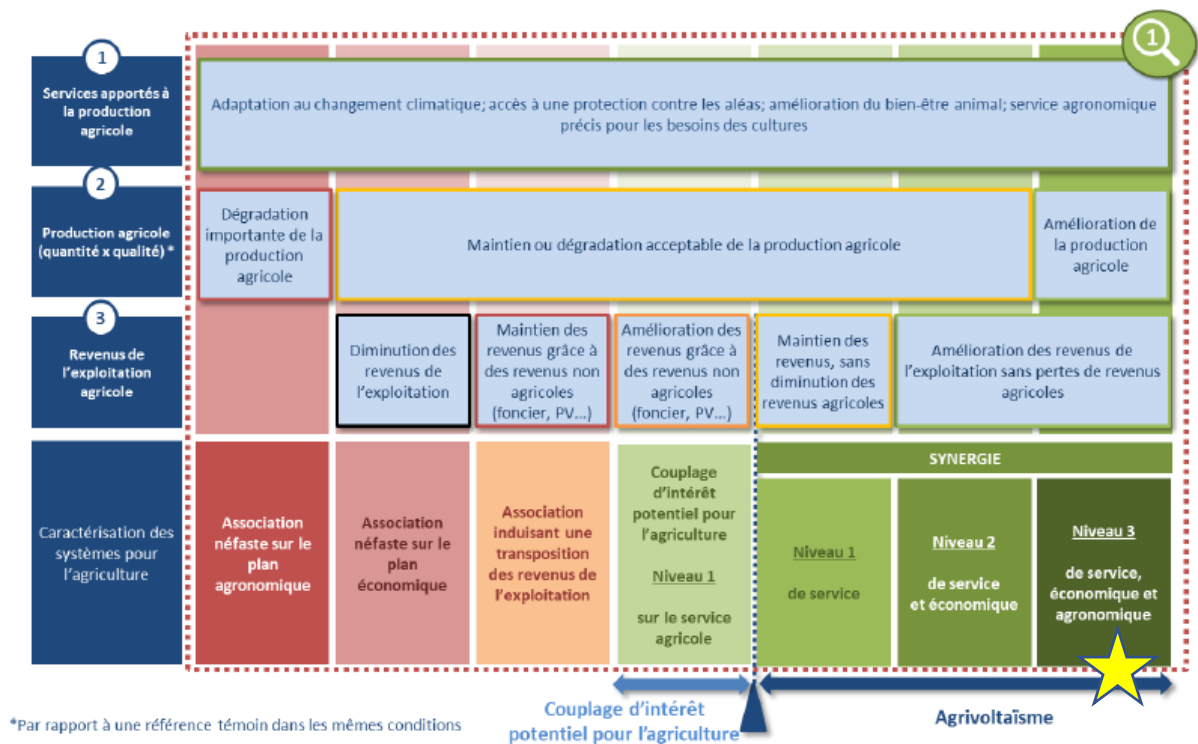 1
1
Services apportés à
la production
agricole
Adaptation au changement climatique; accès à une protection contre les aléas; amélioration du bien-être animal; service agronomique
précis pour les besoins des cultures
2
Production agricole
(quantité x qualité) *
Dégradation
importante de la
production
agricole
Maintien ou dégradation acceptable de la production agricole
Amélioration de
la production
agricole
3
Revenus de
l'exploitation
agricole
Diminution des
revenus de
l'exploitation
Maintien des
revenus grâce à
des revenus non
agricoles
(foncier, PV...)
Amélioration des
revenus grâce à
des revenus non
agricoles
(foncier, PV...)
Maintien des
revenus, sans
diminution des
revenus agricoles
Amélioration des revenus de
l'exploitation sans pertes de revenus
agricoles
Caractérisation des
systèmes pour
l'agriculture
Association
néfaste sur le
plan
agronomique
Association
néfaste sur le
plan
économique
Association
induisant une
transposition
des revenus de
l'exploitation
Couplage
d'intérêt
potentiel pour
l'agriculture
Niveau 1
sur le service
agricole
SYNERGIE
Niveau 1
de service
Niveau 2
de service
et économique
Niveau 3
de service,
économique et
agronomique
Couplage d'intérêt
potentiel pour l'agriculture
Agrivoltaïsme
*Par rapport à une référence témoin dans les mêmes conditions